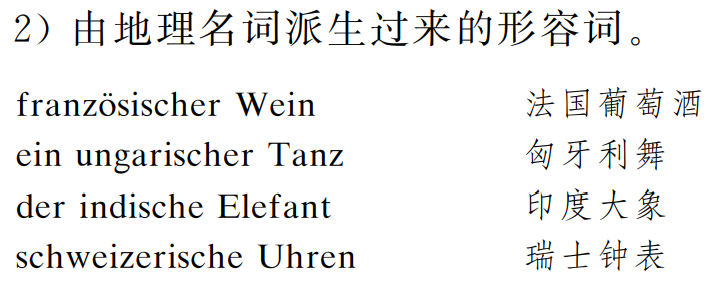 2）由地理名词派生过来的形容词。
französischer Wein 法国葡萄酒
ein ungarischer Tanz 匈牙利舞
der indische Elefant 印度大象
schweizerische Uhren 瑞士钟表